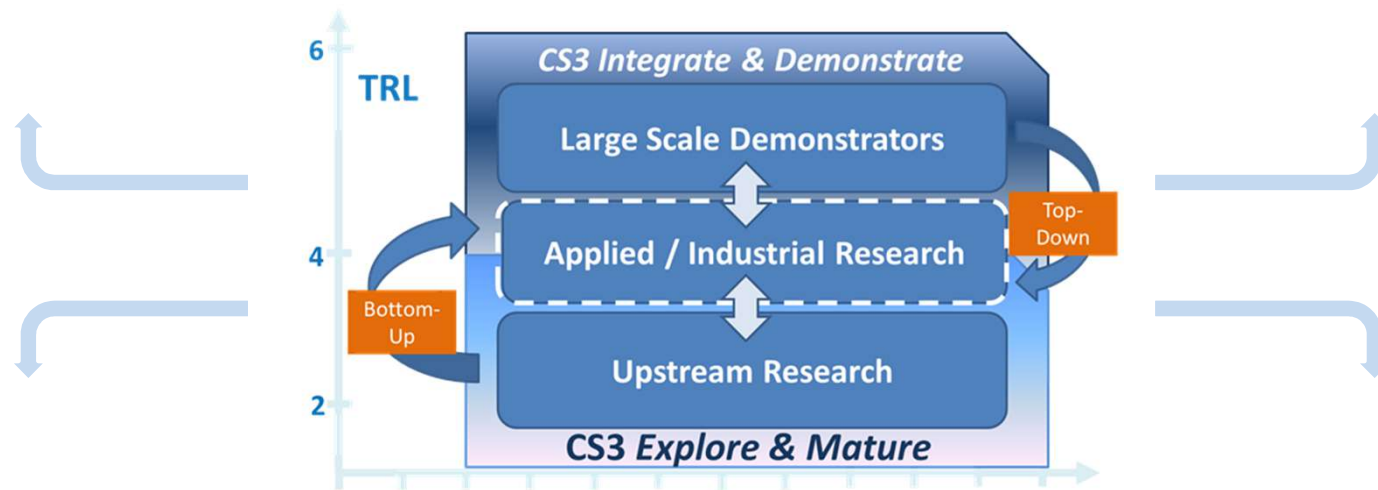 6
TRL
CS3 Integrate & Demonstrate
Large Scale Demonstrators
Top-
Down
4
Applied / Industrial Research
Bottom-
Up
Upstream Research
2
CS3 Explore & Mature